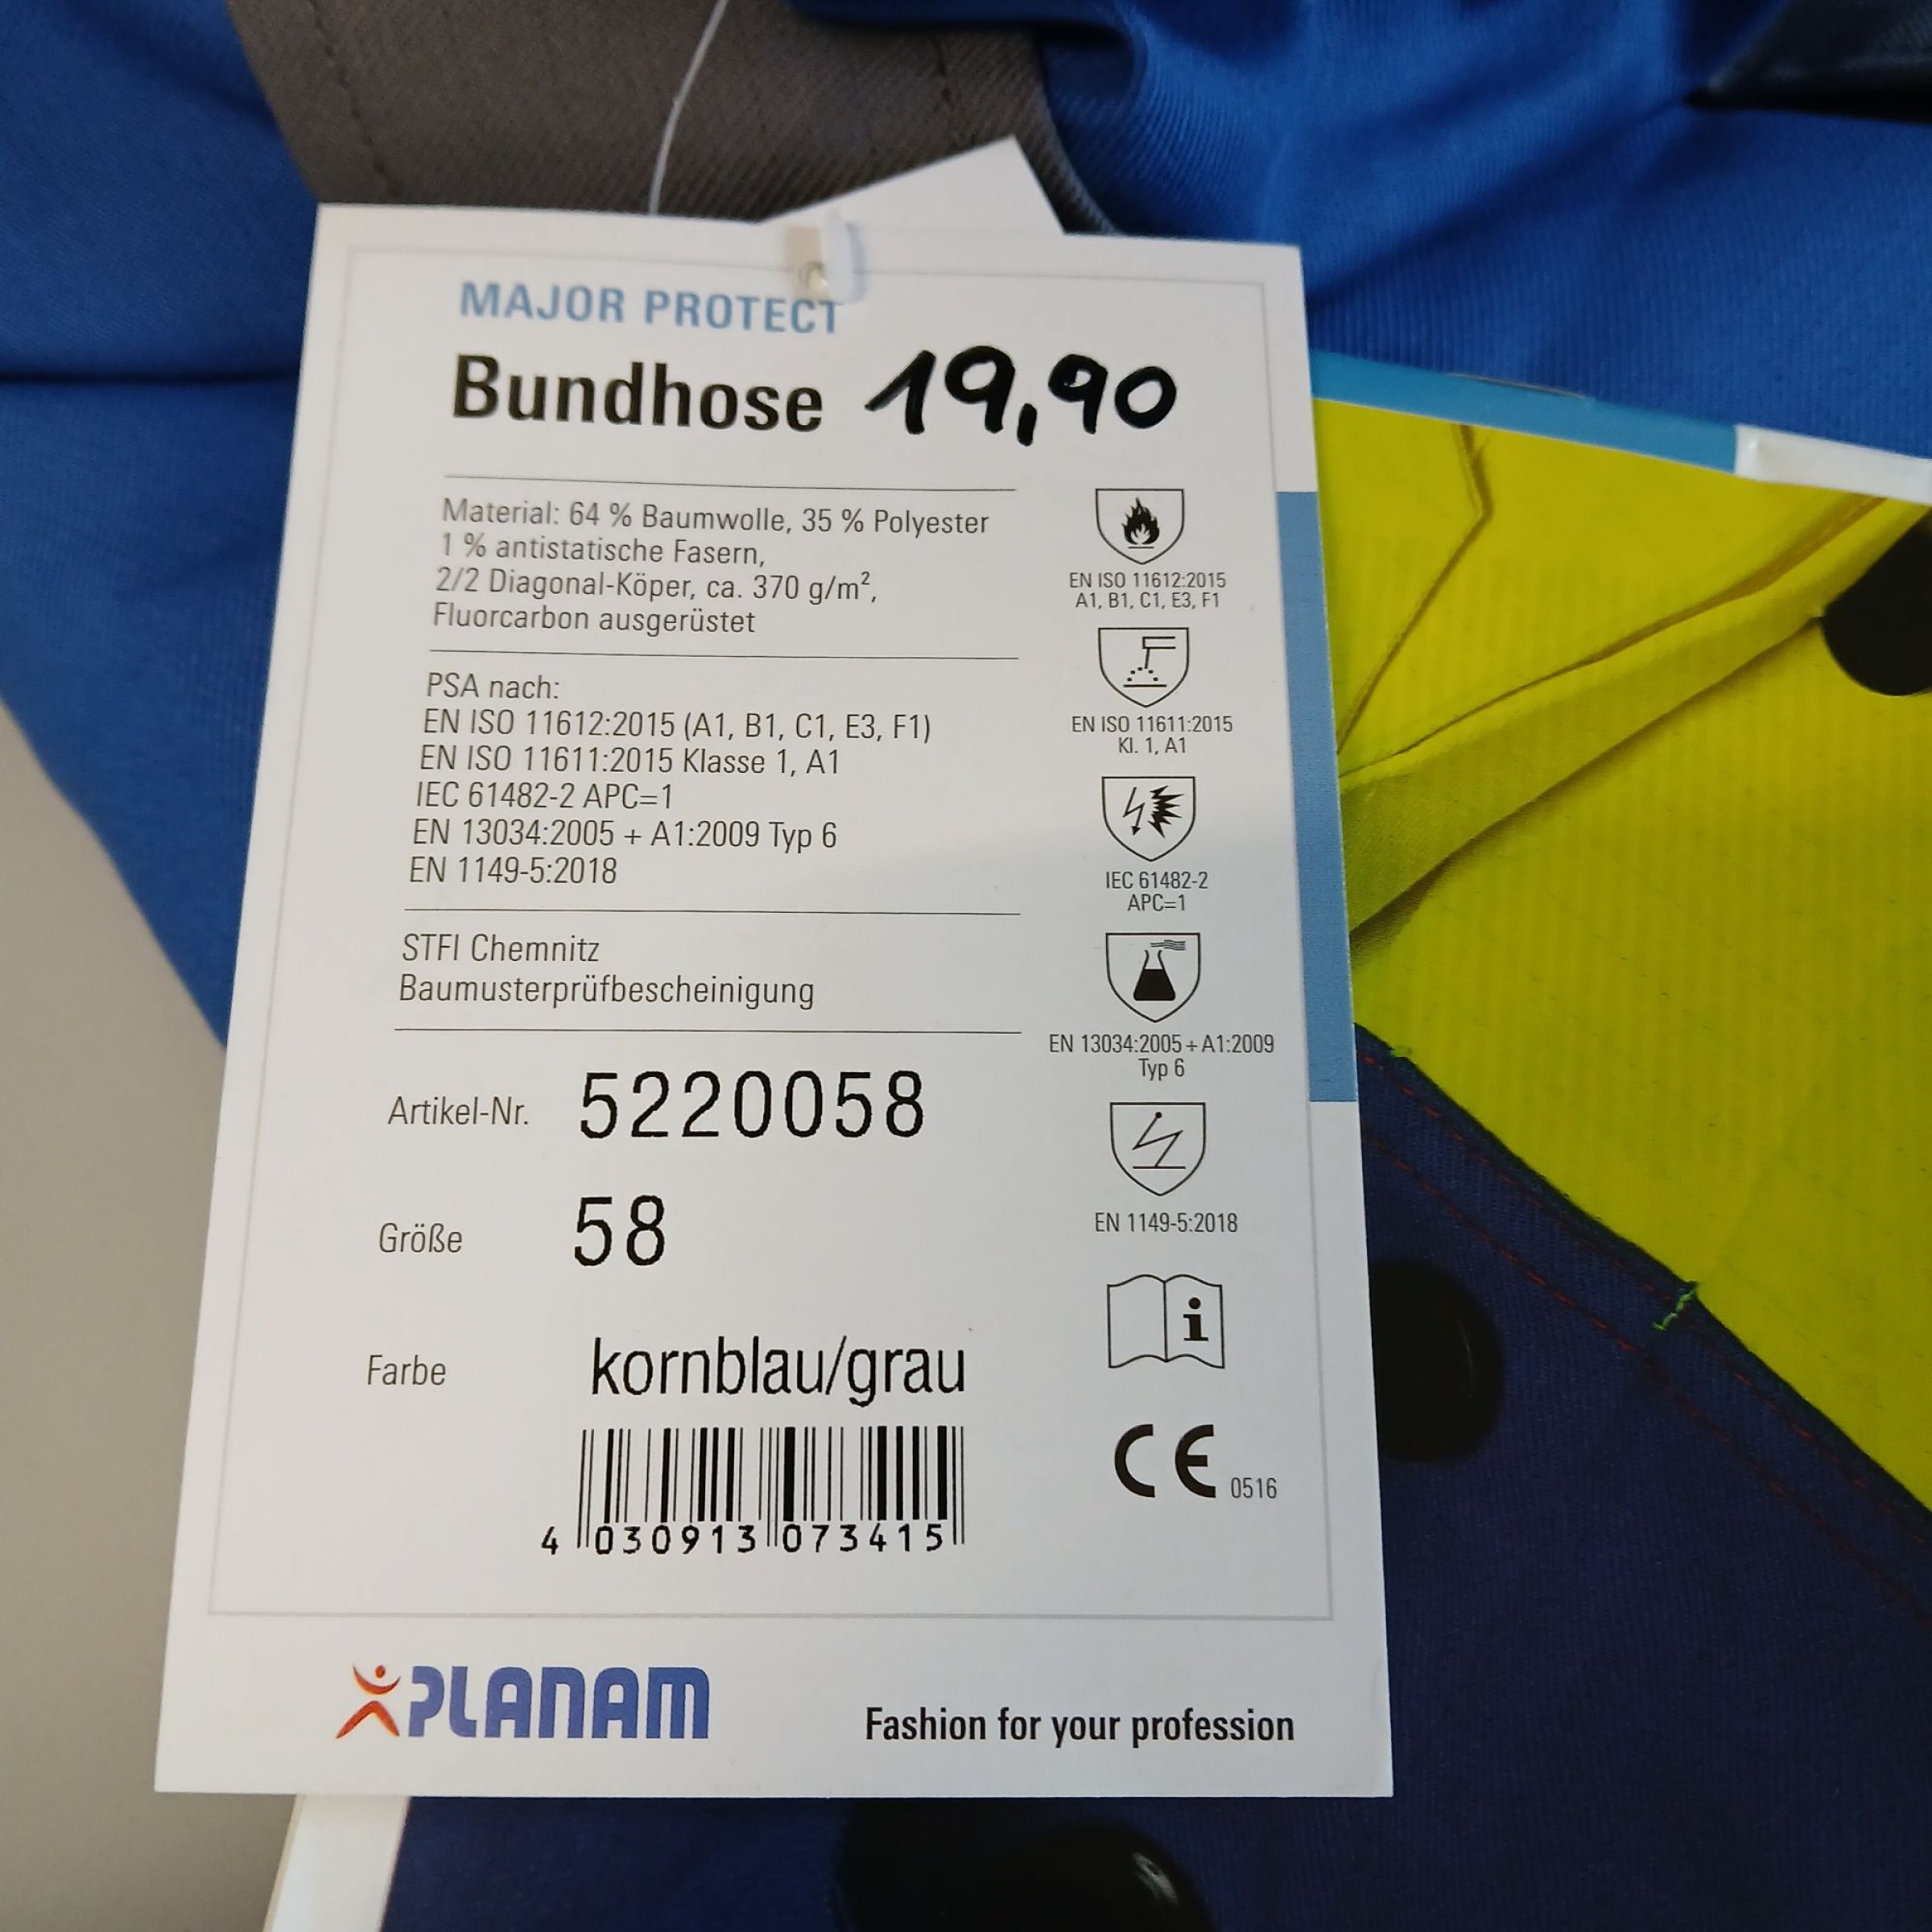 MAJOR PROTECT
Bundhose 19,90
Material: 64 % Baumwolle, 35 % Polyester
1 % antistatische Fasern,
2/2 Diagonal-Köper, ca. 370 g/m²,
Fluorcarbon ausgerüstet
PSA nach:
EN ISO 11612:2015 (A1, B1, C1, E3, F1)
EN ISO 11611:2015 Klasse 1, A1
IEC 61482-2 APC=1
EN 13034:2005 + A1:2009 Typ 6
EN 1149-5:2018
STFI Chemnitz
Baumusterprüfbescheinigung
Artikel-Nr. 5220058
Größe 58
Farbe kornblau/grau
4 030913 073415
EN ISO 11612:2015
A1, B1, C1, E3, F1
EN ISO 11611:2015
Kl. 1, A1
IEC 61482-2
APC=1
EN 13034:2005 + A1:2009
Typ 6
EN 1149-5:2018
i
CE 0516
PLANAM
Fashion for your profession